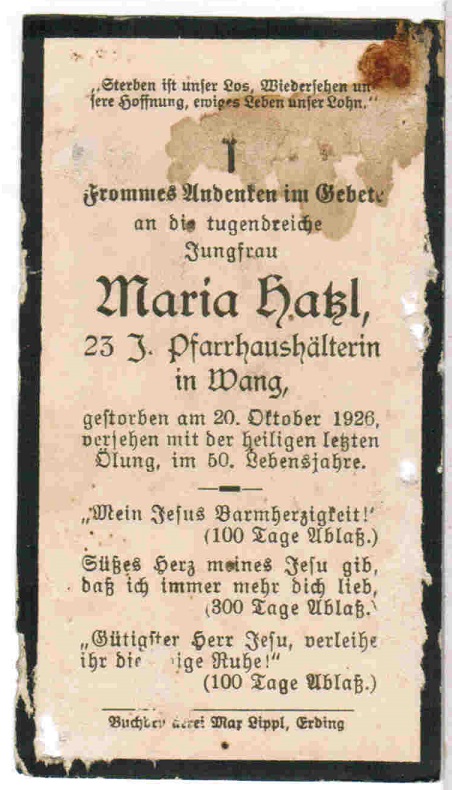 „Sterben ist unser Los, Wiedersehen un-
sere Hoffnung, ewiges Leben unser Lohn.“
Frommes Andenken im Gebete
an die tugendreiche
Jungfrau
Maria Hatzl,
23 J. Pfarrhaushälterin
in Wang,
gestorben am 20. Oktober 1926,
versehen mit der heiligen letzten
Ölung, im 50. Lebensjahre.
„Mein Jesus Barmherzigkeit!“
(100 Tage Ablaß.)
Süßes Herz meines Jesu gib,
daß ich immer mehr dich lieb,
(300 Tage Ablaß.)
„Gütigster Herr Jesu, verleihe
ihr die Ruhe!“
(100 Tage Ablaß.)
Buchdruckerei Max Lippl, Erding